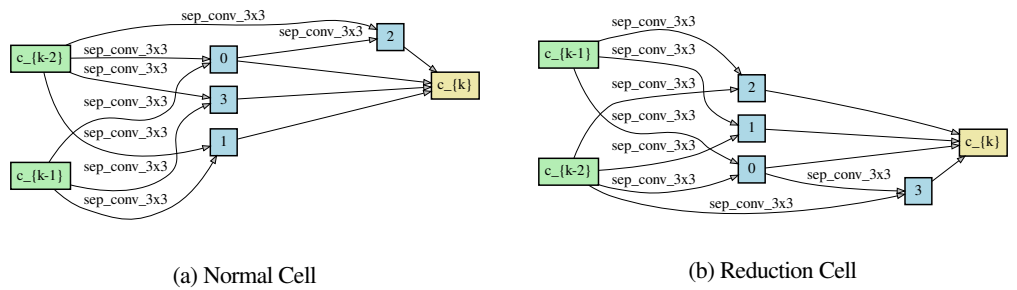 sep_conv_3x3
sep_conv_3x3
2
c_{k-2}
sep_conv_3x3
0
sep_conv_3x3
c_{k}
sep_conv_3x3
3
sep_conv_3x3
1
c_{k-1}
sep_conv_3x3
sep_conv_3x3
(a) Normal Cell
sep_conv_3x3
c_{k-1}
sep_conv_3x3
sep_conv_3x3
2
sep_conv_3x3
1
c_{k}
c_{k-2}
sep_conv_3x3
0
sep_conv_3x3
sep_conv_3x3
3
sep_conv_3x3
(b) Reduction Cell